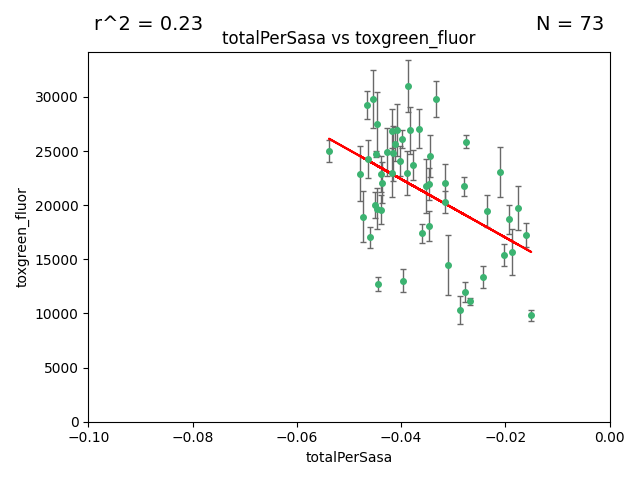 r^2 = 0.23
N = 73
totalPerSasa vs toxgreen_fluor
30000
25000
20000
15000
10000
5000
0
toxgreen_fluor
−0.10
−0.08
−0.06
−0.04
−0.02
0.00
totalPerSasa